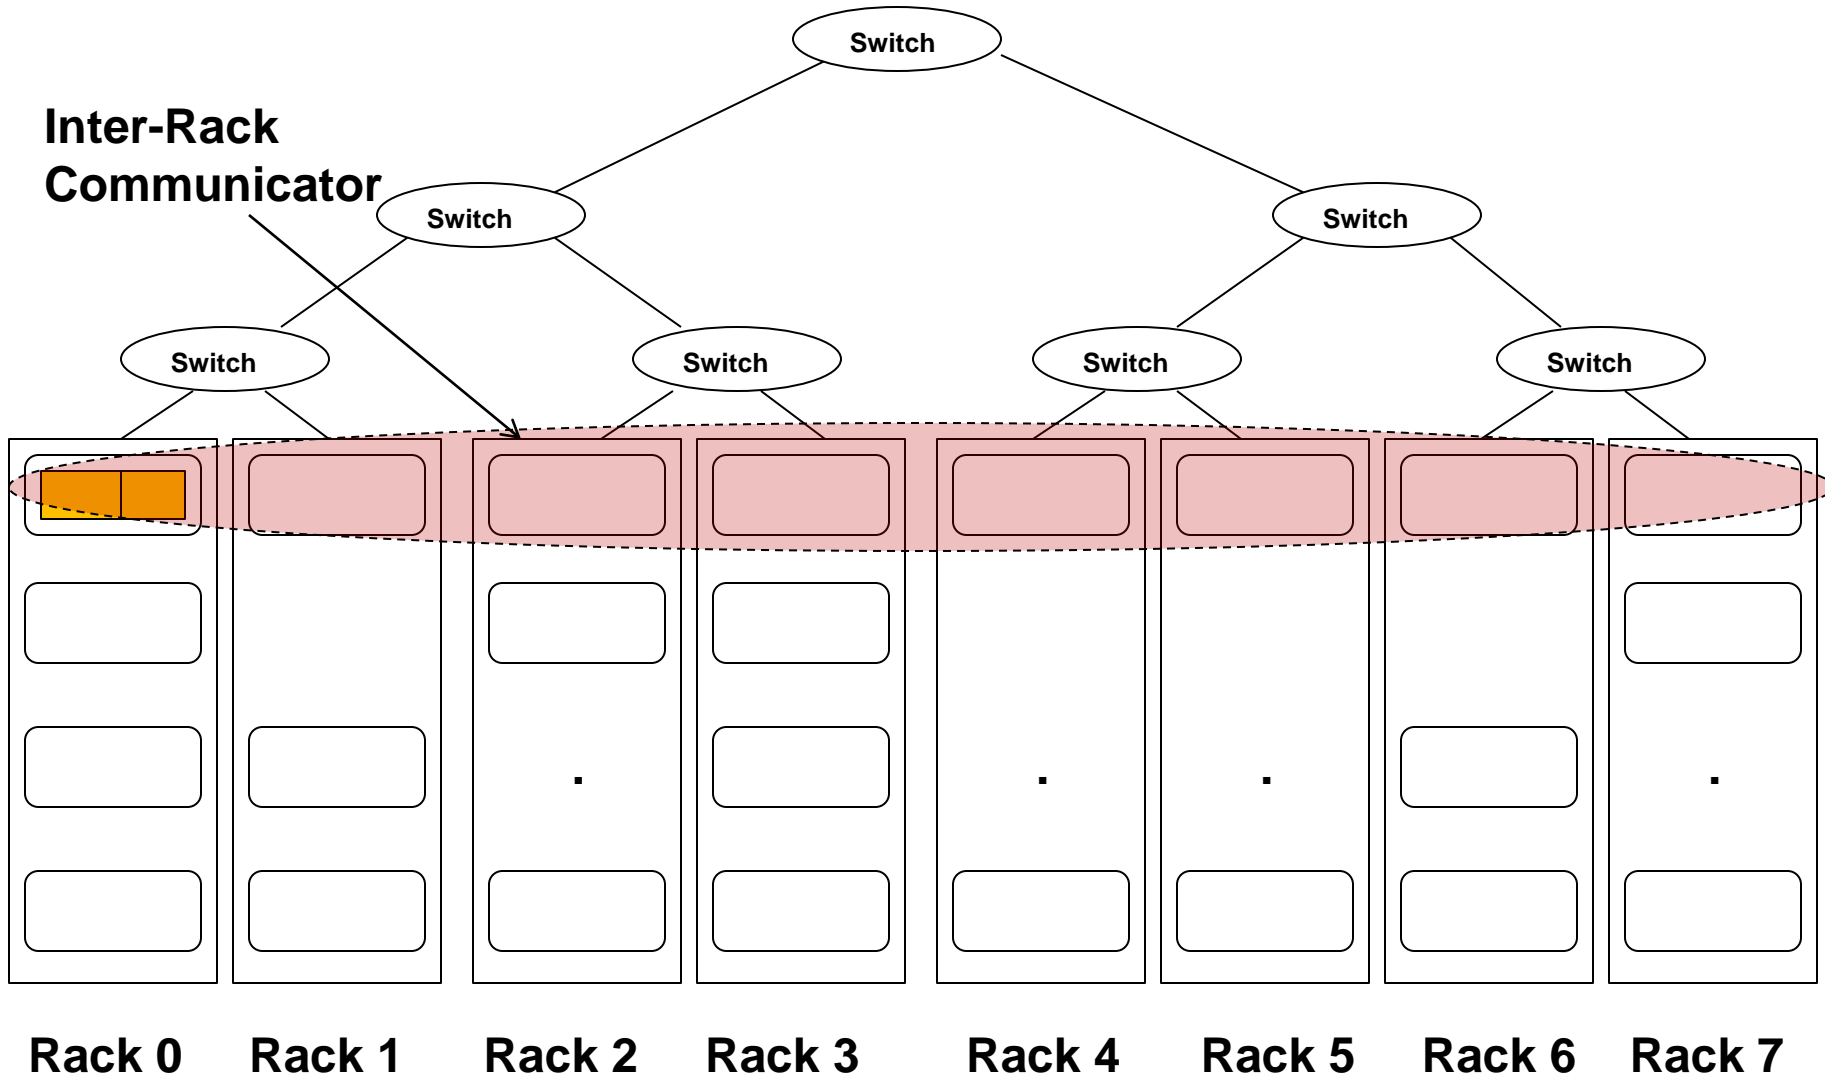 Switch
Inter-Rack
Communicator
Switch
Switch
Switch
Switch
Switch
Switch
.
.
.
.
Rack 0
Rack 1
Rack 2
Rack 3
Rack 4
Rack 5
Rack 6
Rack 7